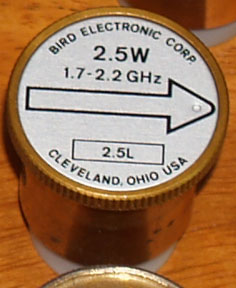 BIRD ELECTRONIC CORP.
2.5W
1.7-2.2 GHz
2.5L
CLEVELAND, OHIO USA